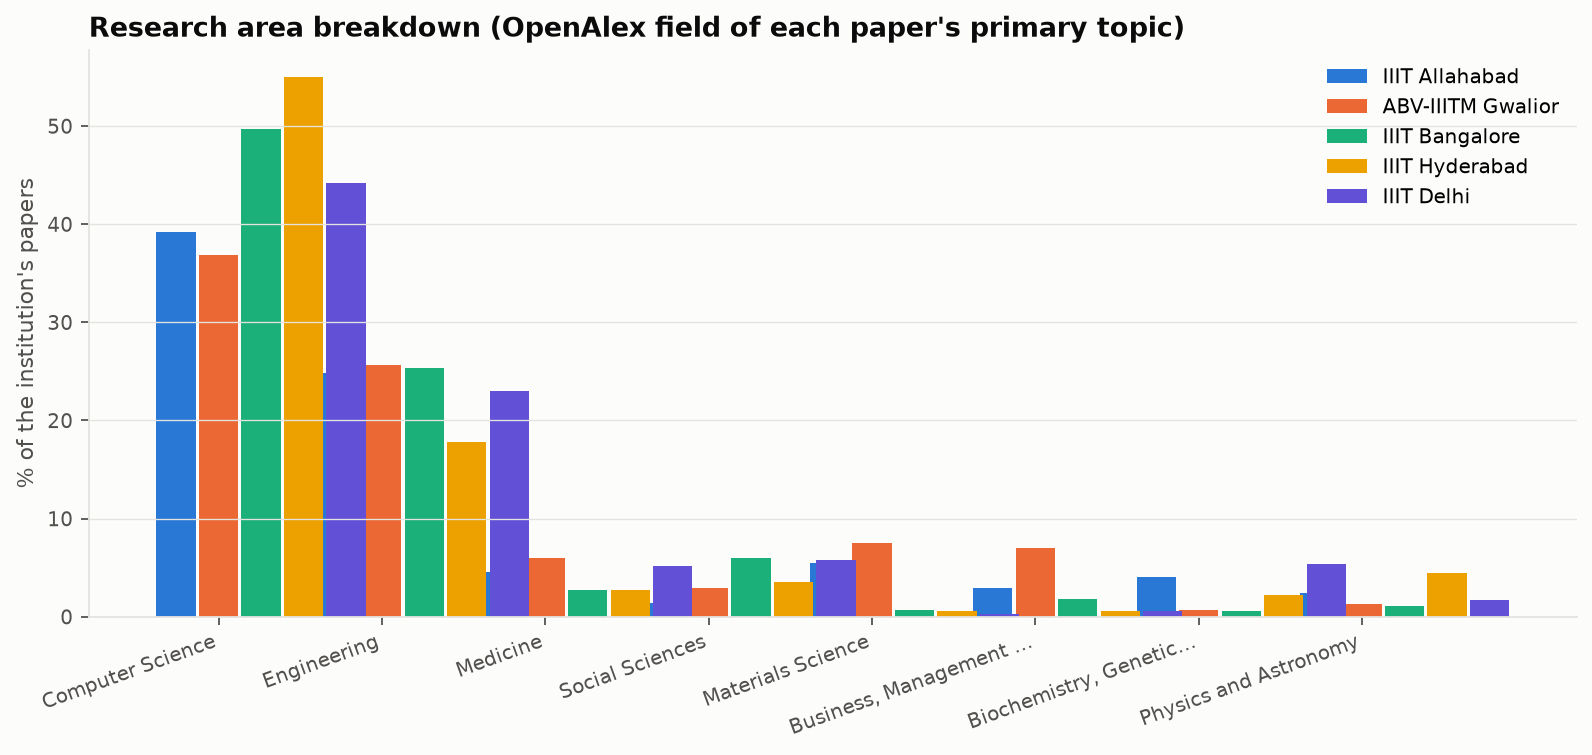 Research area breakdown (OpenAlex field of each paper's primary topic)
IIIT Allahabad
ABV-IIITM Gwalior
IIIT Bangalore
IIIT Hyderabad
IIIT Delhi
% of the institution's papers
50
40
30
20
10
0
Computer Science
Engineering
Medicine
Social Sciences
Materials Science
Business, Management ...
Biochemistry, Genetic...
Physics and Astronomy